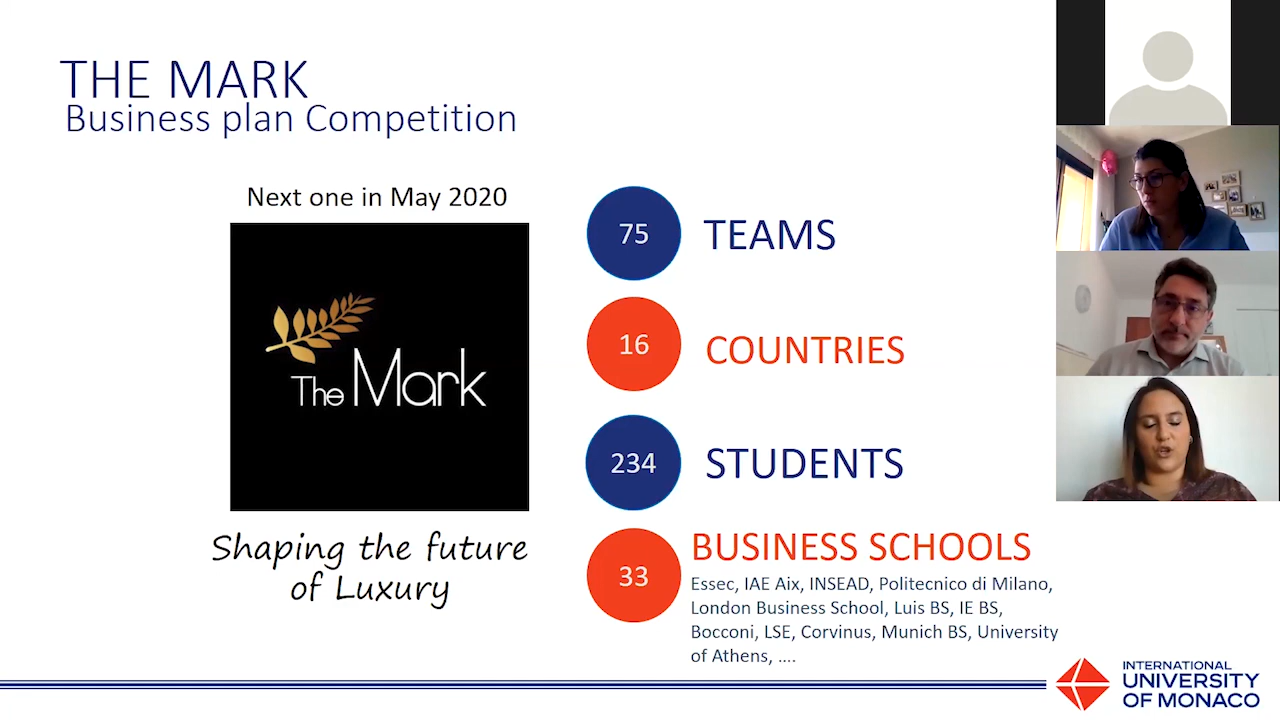 THE MARK
Business plan Competition
Next one in May 2020
The Mark
Shaping the future
of Luxury
75
TEAMS
16
COUNTRIES
234
STUDENTS
33
BUSINESS SCHOOLS
Essec, IAE Aix, INSEAD, Politecnico di Milano,
London Business School, Luis BS, IE BS,
Bocconi, LSE, Corvinus, Munich BS, University
of Athens, ....
INTERNATIONAL
UNIVERSITY
OF MONACO